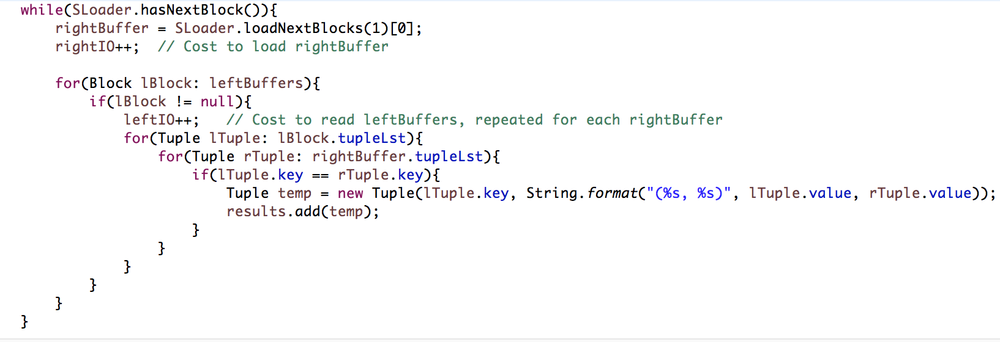 while(SLoader.hasNextBlock()){
    rightBuffer = SLoader.loadNextBlocks(1)[0];
    rightIO++;  // Cost to load rightBuffer

    for(Block lBlock: leftBuffers){
        if(lBlock != null){
            leftIO++;   // Cost to read leftBuffers, repeated for each rightBuffer
            for(Tuple lTuple: lBlock.tupleLst){
                for(Tuple rTuple: rightBuffer.tupleLst){
                    if(lTuple.key == rTuple.key){
                        Tuple temp = new Tuple(lTuple.key, String.format("(%s, %s)", lTuple.value, rTuple.value));
                        results.add(temp);
                    }
                }
            }
        }
    }
}